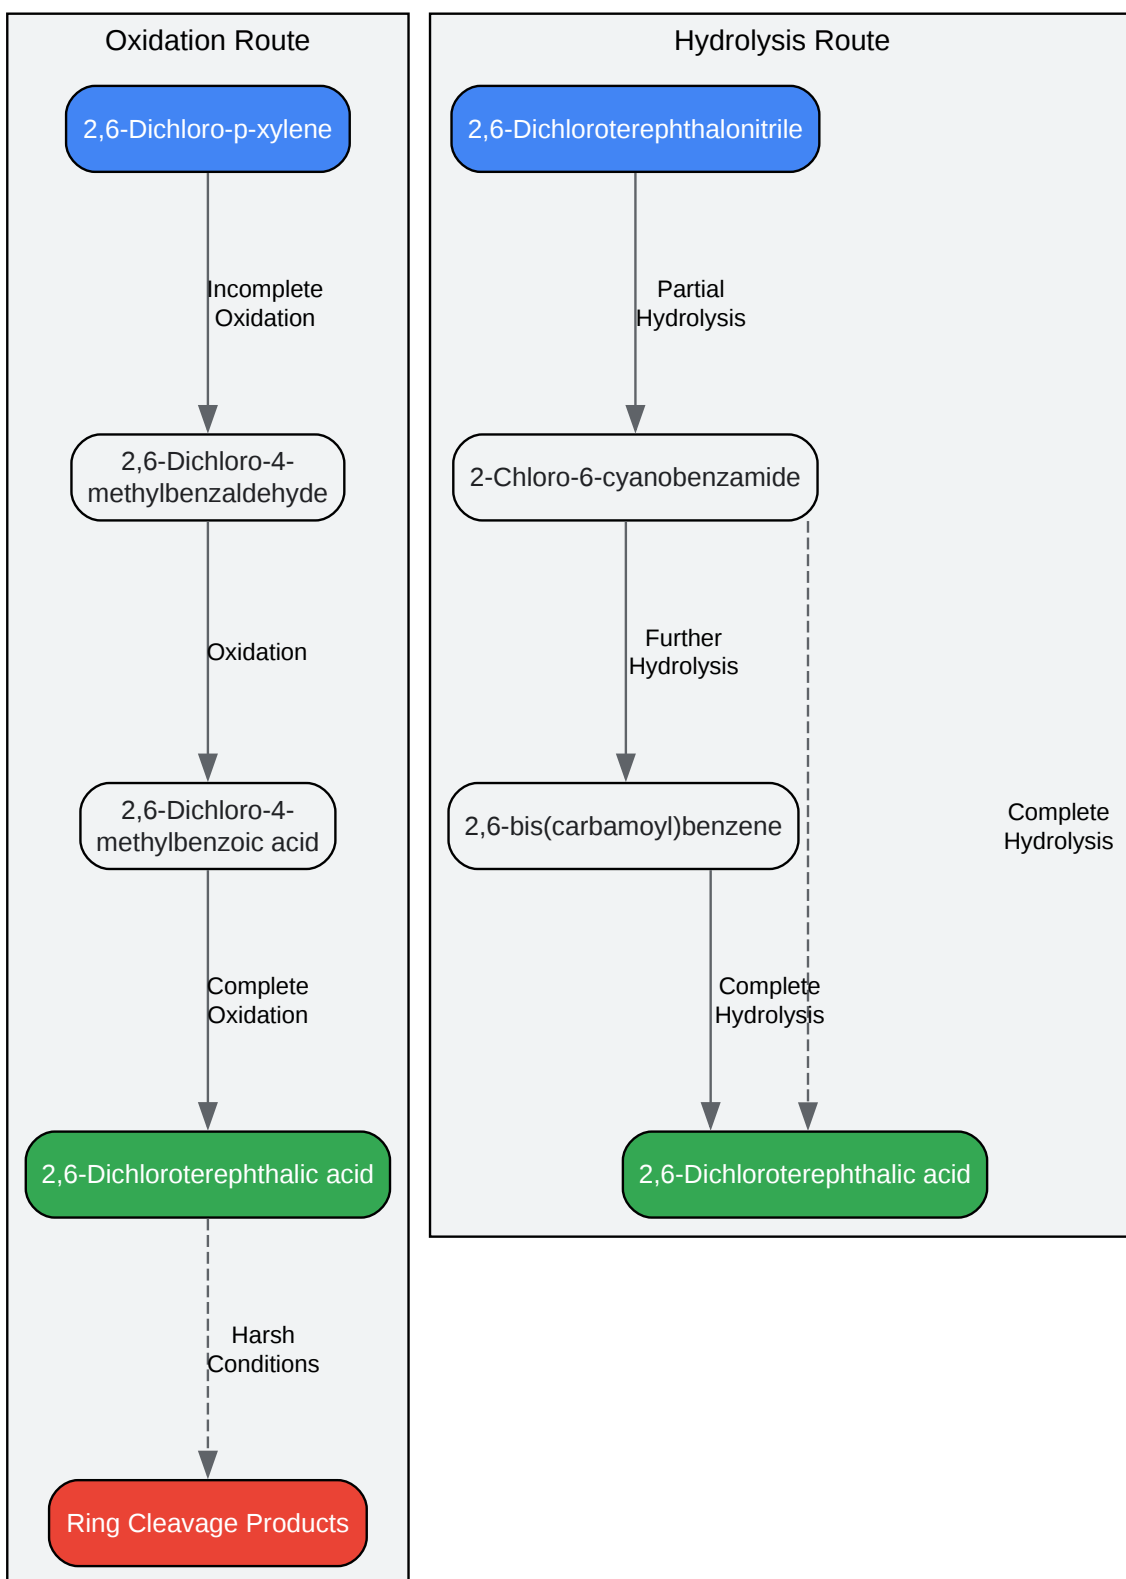 Oxidation Route
2,6-Dichloro-p-xylene
Incomplete
Oxidation
2,6-Dichloro-4-
methylbenzaldehyde
Oxidation
2,6-Dichloro-4-
methylbenzoic acid
Complete
Oxidation
2,6-Dichloroterephthalic acid
Harsh
Conditions
Ring Cleavage Products
Hydrolysis Route
2,6-Dichloroterephthalonitrile
Partial
Hydrolysis
2-Chloro-6-cyanobenzamide
Further
Hydrolysis
2,6-bis(carbamoyl)benzene
Complete
Hydrolysis
Complete
Hydrolysis
2,6-Dichloroterephthalic acid